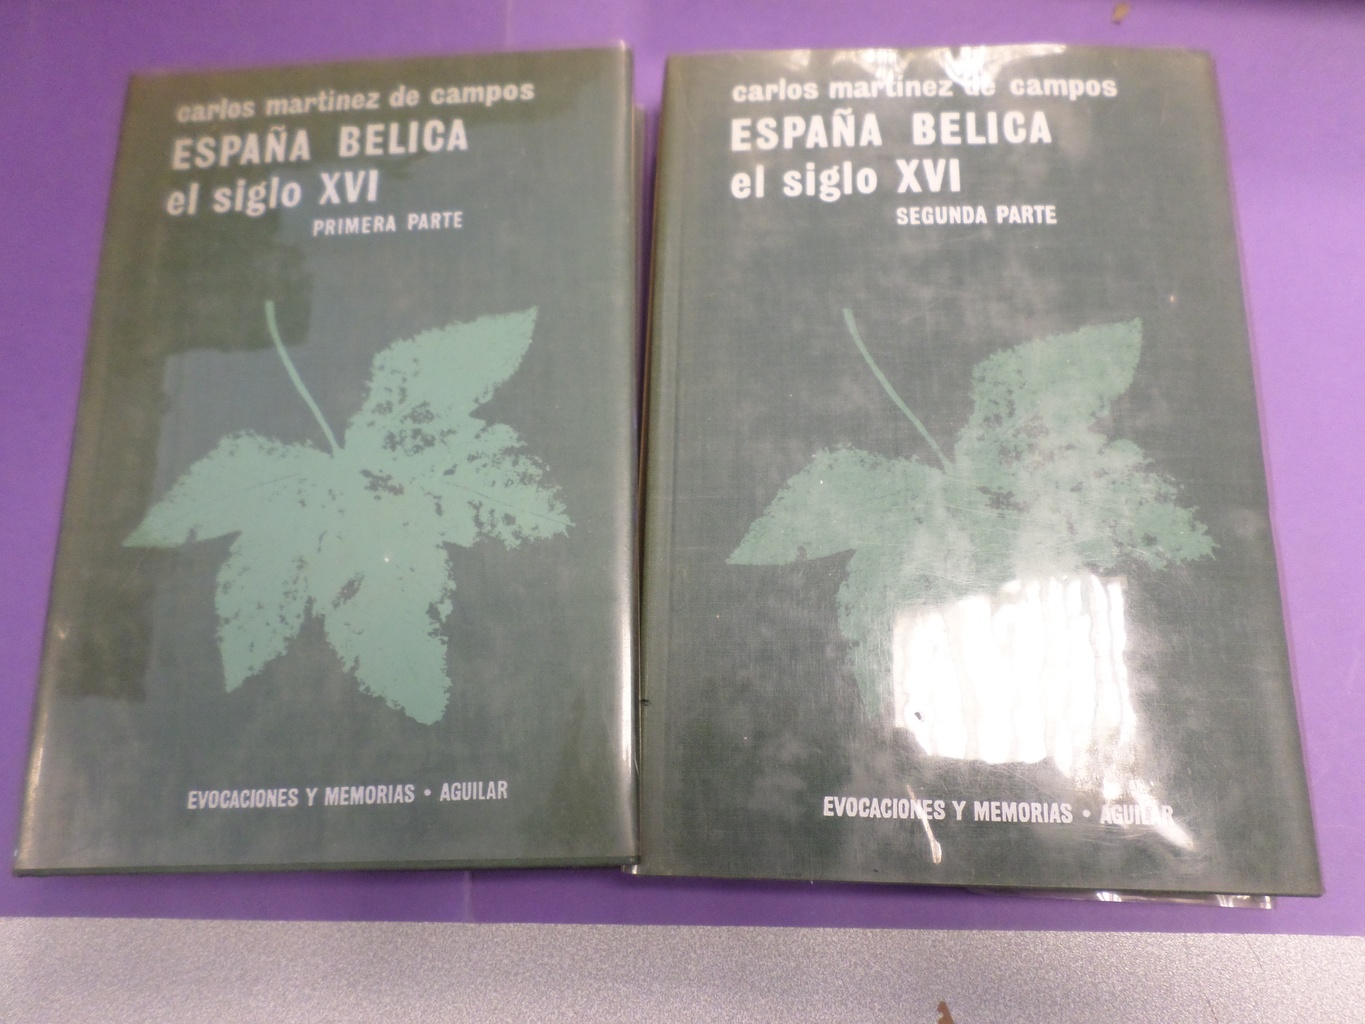 carlos martinez de campos
ESPAÑA BELICA
el siglo XVI
PRIMERA PARTE
EVOCACIONES Y MEMORIAS • AGUILAR
carlos martinez de campos
ESPAÑA BELICA
el siglo XVI
SEGUNDA PARTE
EVOCACIONES Y MEMORIAS • AGUILAR